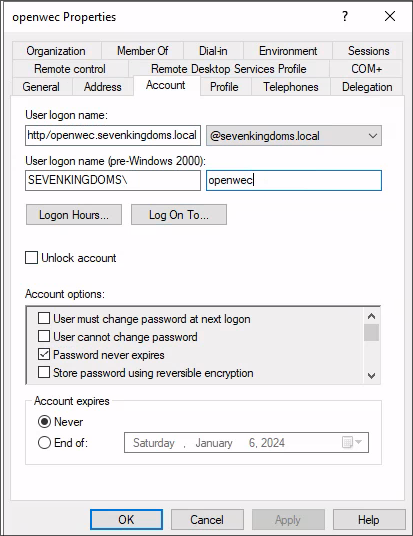 openwec Properties ? ×
Organization Member Of Dial-in Environment Sessions
Remote control Remote Desktop Services Profile COM+
General Address Account Profile Telephones Delegation
User logon name:
http/openwec.sevenkingdoms.local @sevenkingdoms.local
User logon name (pre-Windows 2000):
SEVENKINGDOMS\ openwec
Logon Hours... Log On To...
Unlock account
Account options:
User must change password at next logon
User cannot change password
Password never expires
Store password using reversible encryption
Account expires
Never
End of: Saturday , January 6, 2024
OK Cancel Apply Help